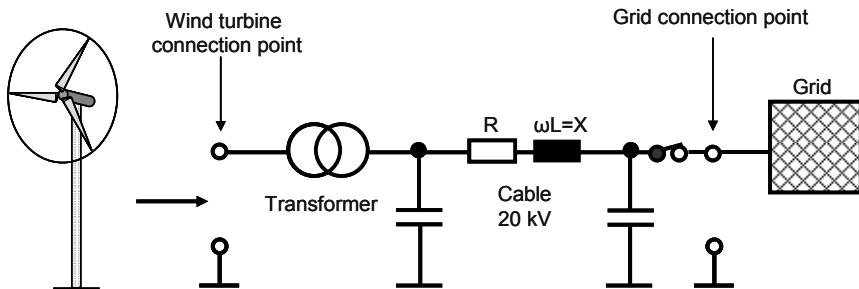 Wind turbine
connection point
Grid connection point
Grid
R
ωL=X
Transformer
Cable
20 kV